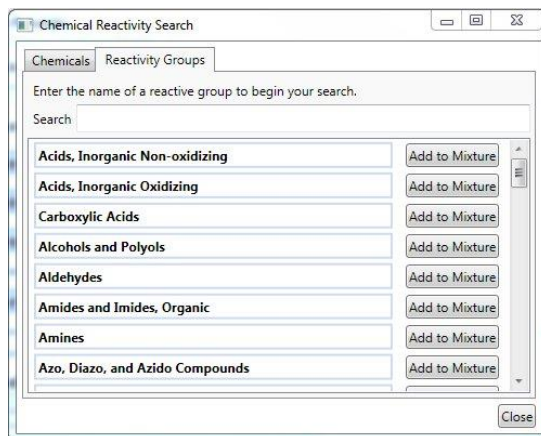 Chemical Reactivity Search
Chemicals Reactivity Groups
Enter the name of a reactive group to begin your search.
Search
Acids, Inorganic Non-oxidizing Add to Mixture
Acids, Inorganic Oxidizing Add to Mixture
Carboxylic Acids Add to Mixture
Alcohols and Polyols Add to Mixture
Aldehydes Add to Mixture
Amides and Imides, Organic Add to Mixture
Amines Add to Mixture
Azo, Diazo, and Azido Compounds Add to Mixture
Close